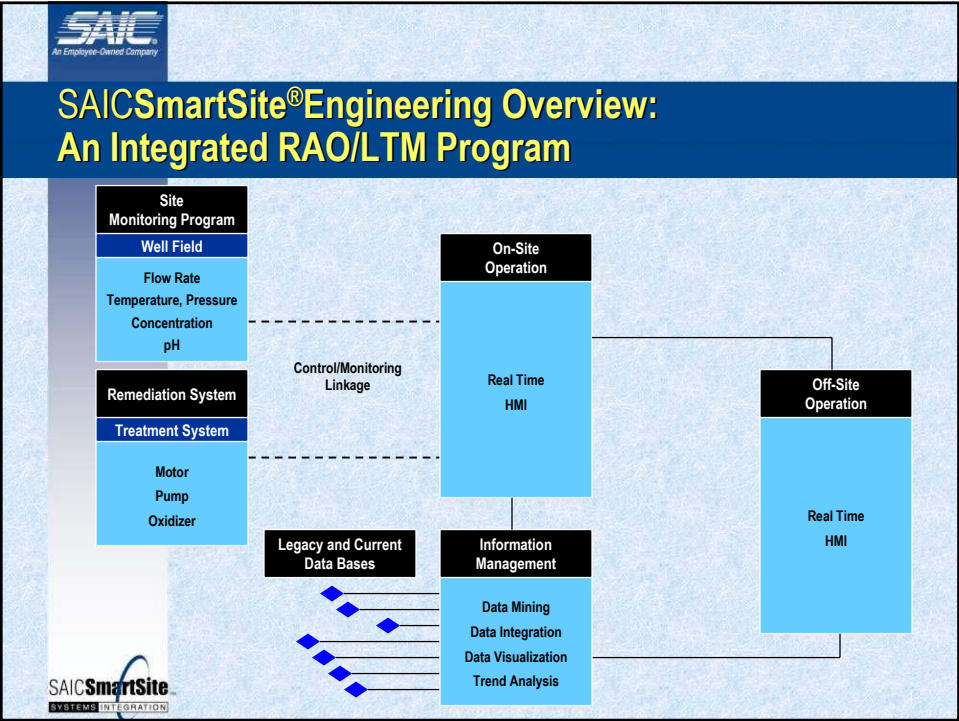 SAIC®
An Employee-Owned Company
SAICSmartSite®Engineering Overview:
An Integrated RAO/LTM Program
Site
Monitoring Program
Well Field
Flow Rate
Temperature, Pressure
Concentration
pH
Remediation System
Treatment System
Motor
Pump
Oxidizer
Control/Monitoring
Linkage
On-Site
Operation
Real Time
HMI
Off-Site
Operation
Real Time
HMI
Legacy and Current
Data Bases
Information
Management
Data Mining
Data Integration
Data Visualization
Trend Analysis
SAICSmartSite™
SYSTEMS INTEGRATION